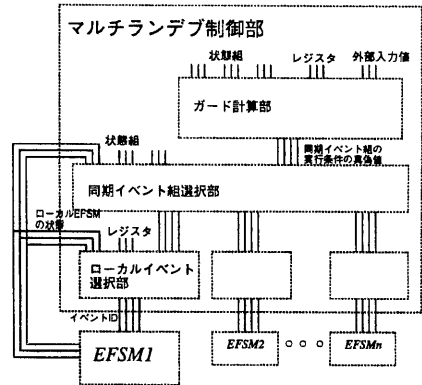 マルチランデブ制御部
状態組
レジスタ
外部入力値
ガード計算部
状態組
同期イベント組の
実行条件の真偽値
同期イベント組選択部
ローカルEFSM
の状態
レジスタ
ローカルイベント
選択部
イベントID
EFSM1
EFSM2
EFSMn